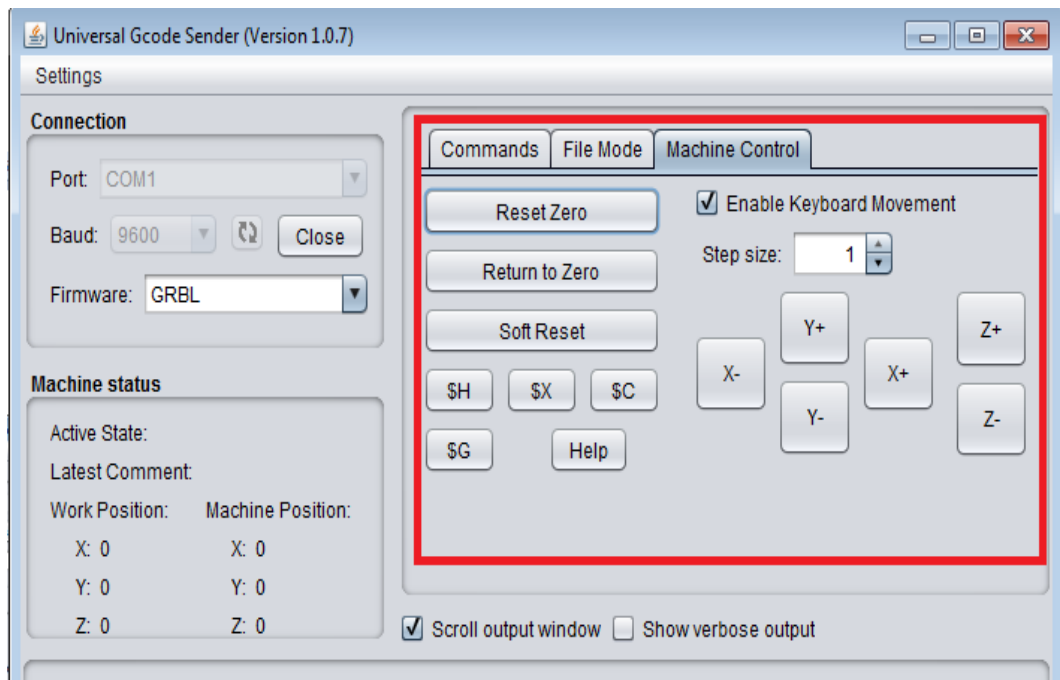 Universal Gcode Sender (Version 1.0.7)
Settings
Connection
Port: COM1
Baud: 9600 Close
Firmware: GRBL
Machine status
Active State:
Latest Comment:
Work Position: Machine Position:
X: 0 X: 0
Y: 0 Y: 0
Z: 0 Z: 0
Commands File Mode Machine Control
Reset Zero Enable Keyboard Movement
Step size: 1
Return to Zero
Soft Reset
$H $X $C
$G Help
Y+
X- X+
Y-
Z+
Z-
Scroll output window Show verbose output